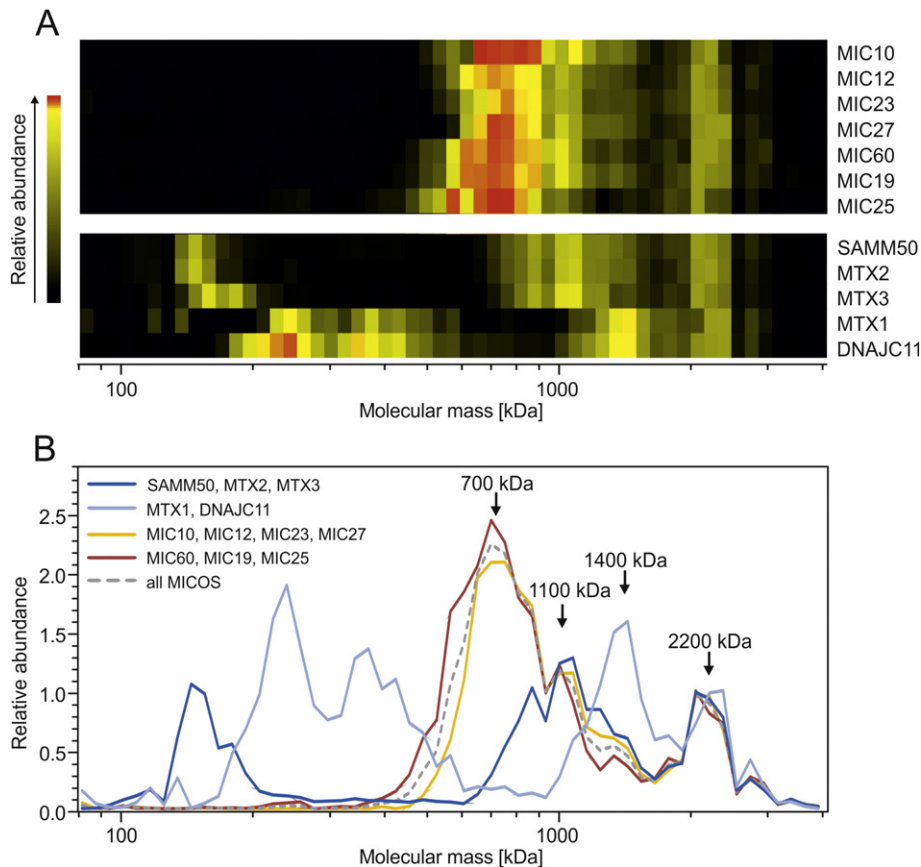 A
Relative abundance
MIC10
MIC12
MIC23
MIC27
MIC60
MIC19
MIC25
SAMM50
MTX2
MTX3
MTX1
DNAJC11
100
1000
Molecular mass [kDa]
B
Relative abundance
2.5
2.0
1.5
1.0
0.5
0.0
SAMM50, MTX2, MTX3
MTX1, DNAJC11
MIC10, MIC12, MIC23, MIC27
MIC60, MIC19, MIC25
all MICOS
700 kDa
1100 kDa
1400 kDa
2200 kDa
100
1000
Molecular mass [kDa]